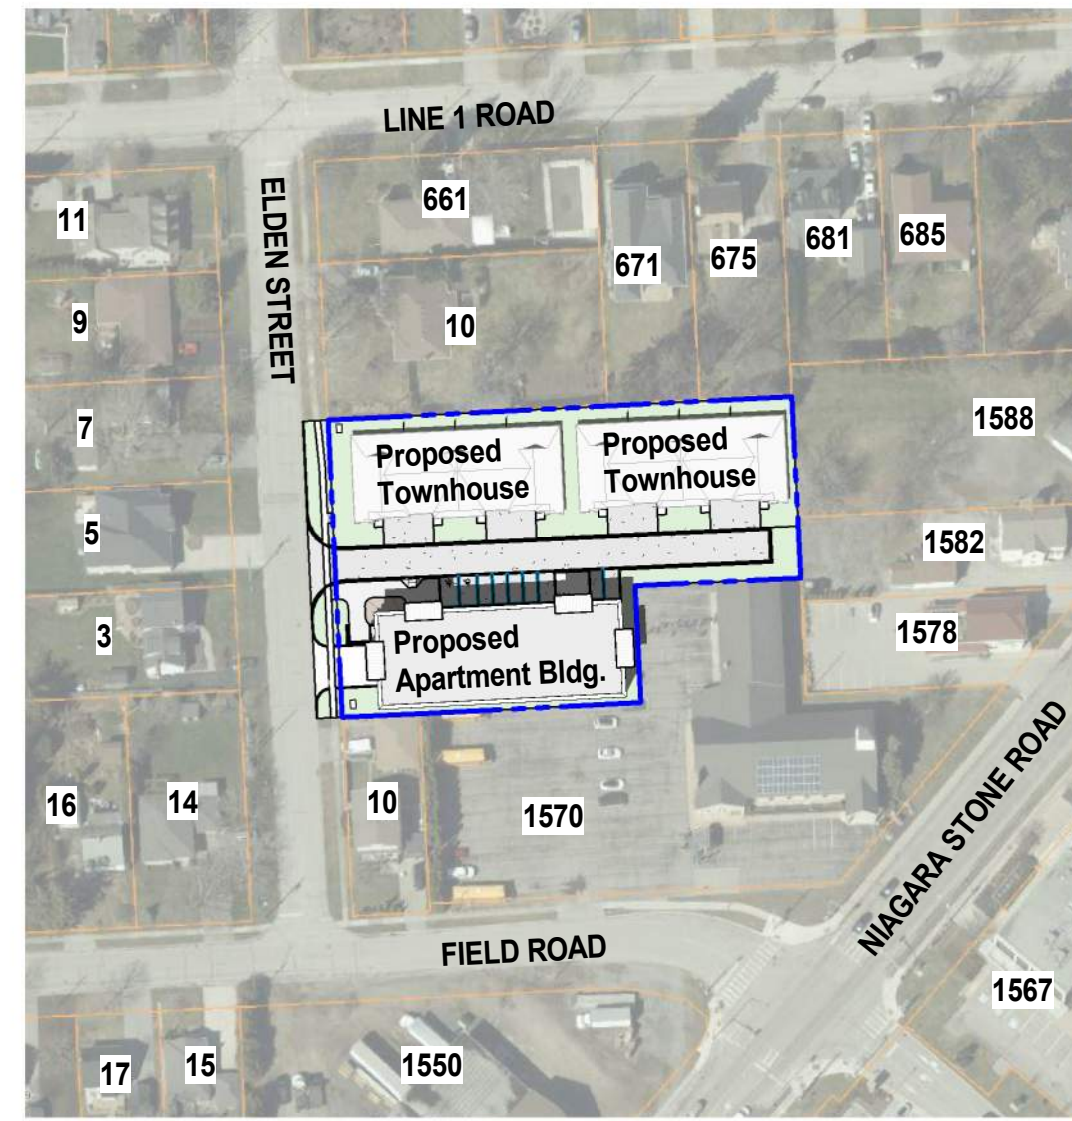 LINE 1 ROAD
ELDEN STREET
661
11
671
675
681
685
9
10
7
1588
Proposed
Townhouse
Proposed
Townhouse
5
1582
3
Proposed
Apartment Bldg.
1578
NIAGARA STONE ROAD
16
14
10
1570
FIELD ROAD
1567
17
15
1550